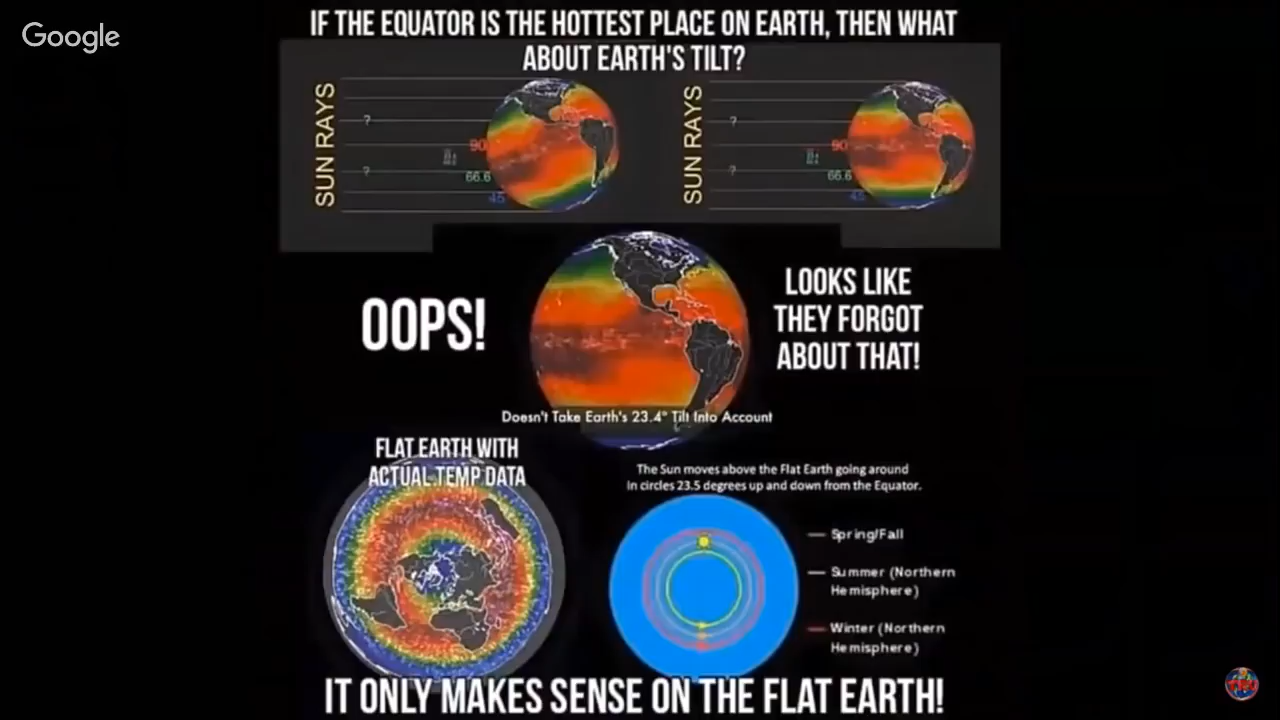 Google
IF THE EQUATOR IS THE HOTTEST PLACE ON EARTH, THEN WHAT
ABOUT EARTH'S TILT?
SUN RAYS
?
90
?
66.6
45
SUN RAYS
?
90
?
66.6
45
OOPS!
LOOKS LIKE
THEY FORGOT
ABOUT THAT!
Doesn't Take Earth's 23.4° Tilt Into Account
FLAT EARTH WITH
ACTUAL TEMP DATA
The Sun moves above the Flat Earth going around
In circles 23.5 degrees up and down from the Equator.
Spring/Fall
Summer (Northern
Hemisphere)
Winter (Northern
Hemisphere)
IT ONLY MAKES SENSE ON THE FLAT EARTH!